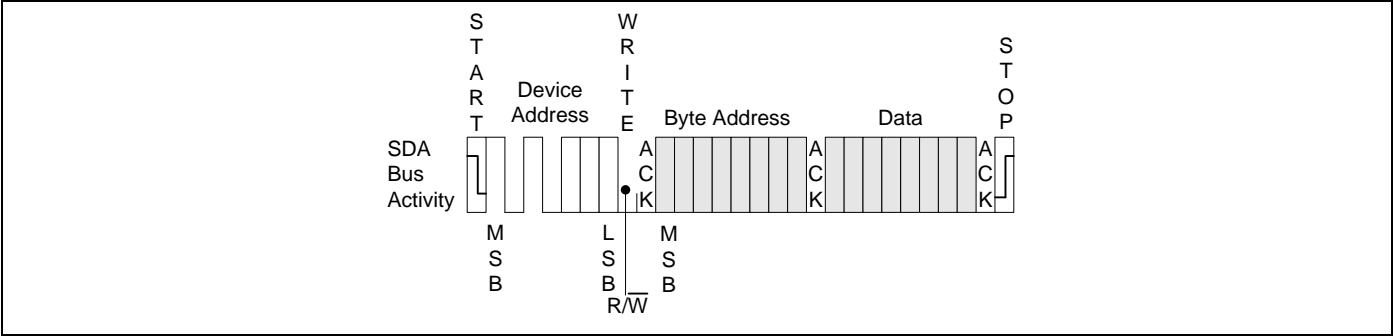 START
WRITE
STOP
Device
Address
Byte Address
Data
SDA
Bus
Activity
ACK
ACK
ACK
MSB
LSB
MSB
R/W̅